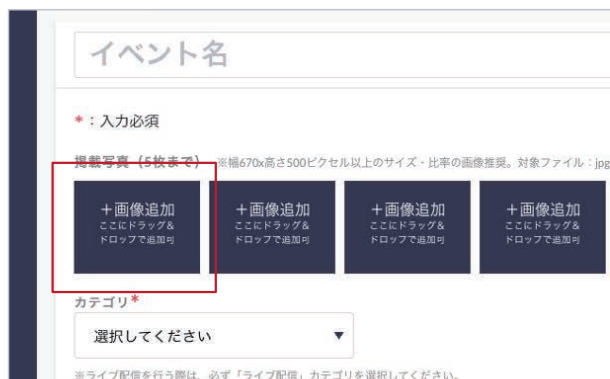 イベント名
*：入力必須
掲載写真（5枚まで） ※幅670x高さ500ピクセル以上のサイズ・比率の画像推奨。対象ファイル：jpg
＋画像追加
ここにドラッグ&
ドロップで追加可
＋画像追加
ここにドラッグ&
ドロップで追加可
＋画像追加
ここにドラッグ&
ドロップで追加可
＋画像追加
ここにドラッグ&
ドロップで追加可
カテゴリ*
選択してください
※ライブ配信を行う際は、必ず「ライブ配信」カテゴリを選択してください。